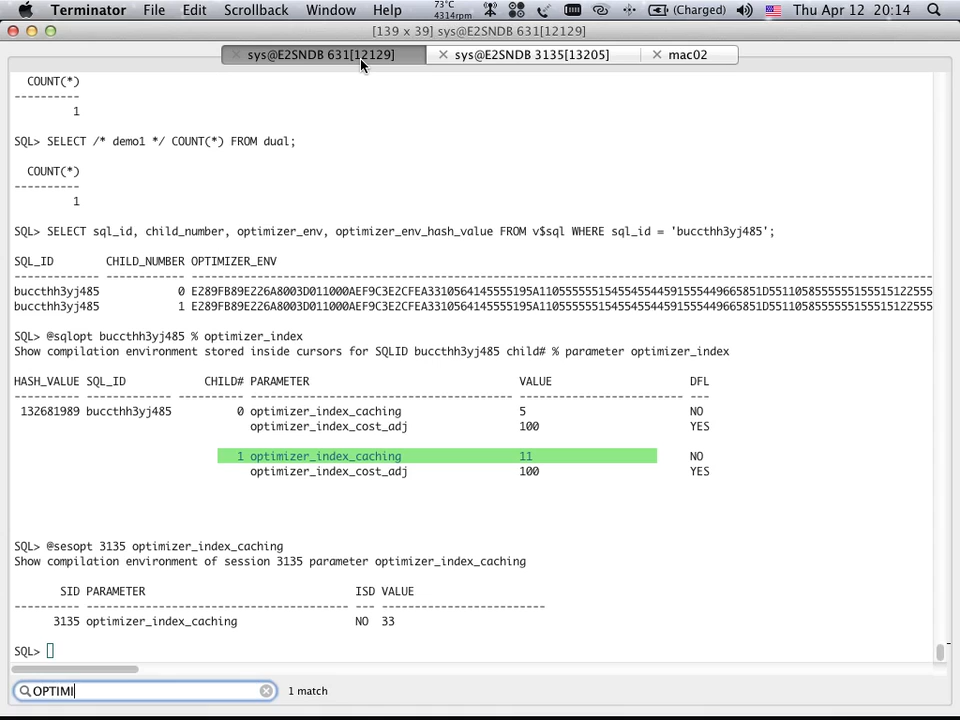 Terminator File Edit Scrollback Window Help 73°C 4314rpm (Charged) Thu Apr 12 20:14
[139 x 39] sys@E2SNDB 631[12129]
sys@E2SNDB 631[12129] sys@E2SNDB 3135[13205] mac02
COUNT(*)
----------
1
SQL> SELECT /* demo1 */ COUNT(*) FROM dual;
COUNT(*)
----------
1
SQL> SELECT sql_id, child_number, optimizer_env, optimizer_env_hash_value FROM v$sql WHERE sql_id = 'buccthh3yj485';
SQL_ID CHILD_NUMBER OPTIMIZER_ENV
buccthh3yj485 0
buccthh3yj485 1
SQL> @sqlopt buccthh3yj485 % optimizer_index
Show compilation environment stored inside cursors for SQLID buccthh3yj485 child# % parameter optimizer_index
HASH_VALUE SQL_ID CHILD# PARAMETER VALUE DFL
132681989 buccthh3yj485 0 optimizer_index_caching 5 NO
optimizer_index_cost_adj 100 YES
1 optimizer_index_caching 11 NO
optimizer_index_cost_adj 100 YES
SQL> @sesopt 3135 optimizer_index_caching
Show compilation environment of session 3135 parameter optimizer_index_caching
SID PARAMETER ISD VALUE
3135 optimizer_index_caching NO 33
SQL>
OPTIMI 1 match